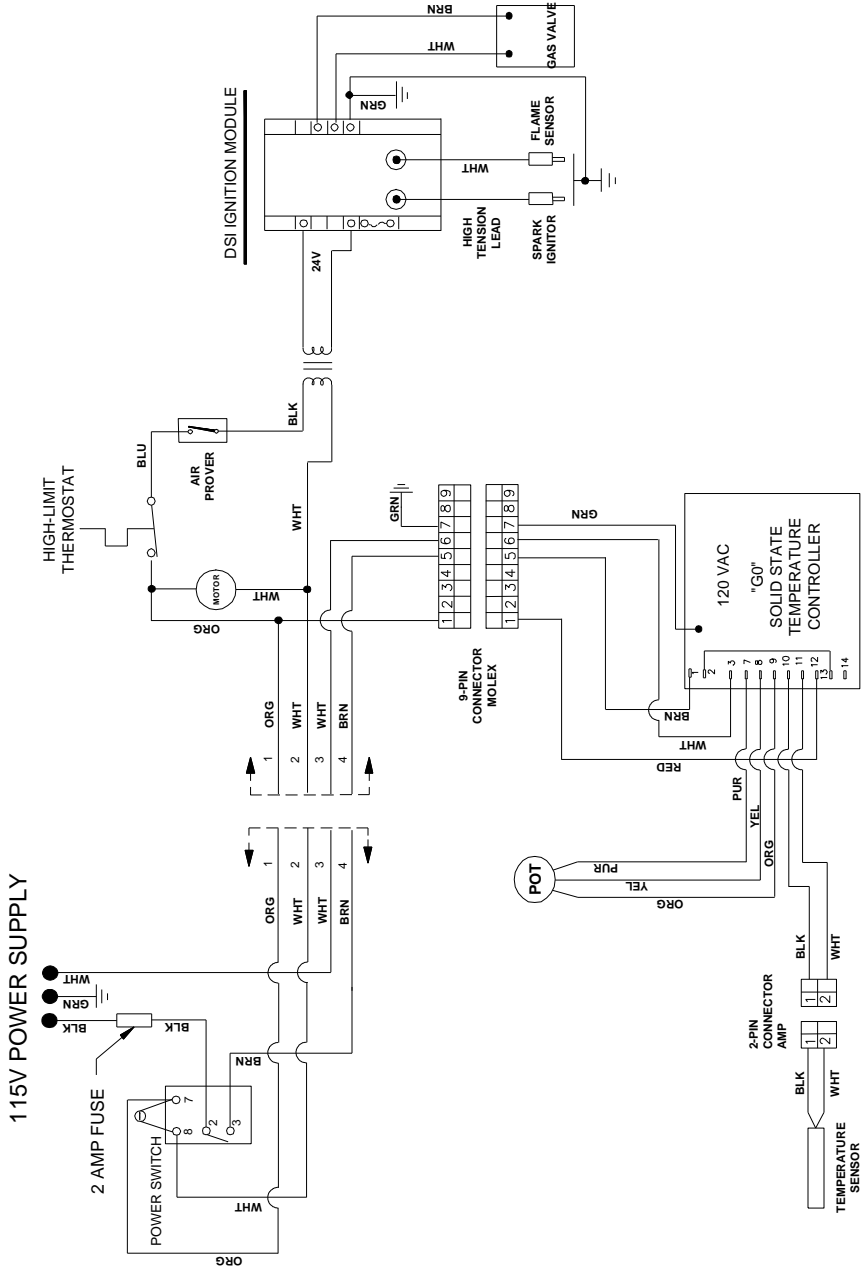 115V POWER SUPPLY
BLK
GRN
WHT
2 AMP FUSE
BLK
POWER SWITCH
7
8
2
3
BRN
WHT
ORG
ORG
1
WHT
2
WHT
3
BRN
4
ORG
1
WHT
2
WHT
3
BRN
4
HIGH-LIMIT
THERMOSTAT
BLU
AIR
PROVER
BLK
MOTOR
WHT
ORG
WHT
DSI IGNITION MODULE
24V
GRN
BRN
WHT
GAS VALVE
HIGH
TENSION
LEAD
WHT
SPARK
IGNITOR
FLAME
SENSOR
GRN
1 2 3 4 5 6 7 8 9
1 2 3 4 5 6 7 8 9
9-PIN
CONNECTOR
MOLEX
GRN
BRN
WHT
RED
120 VAC
"G0"
SOLID STATE
TEMPERATURE
CONTROLLER
1
2
3
7
8
9
10
11
12
13
14
PUR
YEL
ORG
POT
PUR
YEL
ORG
BLK
WHT
2-PIN
CONNECTOR
AMP
1
2
1
2
BLK
WHT
TEMPERATURE
SENSOR